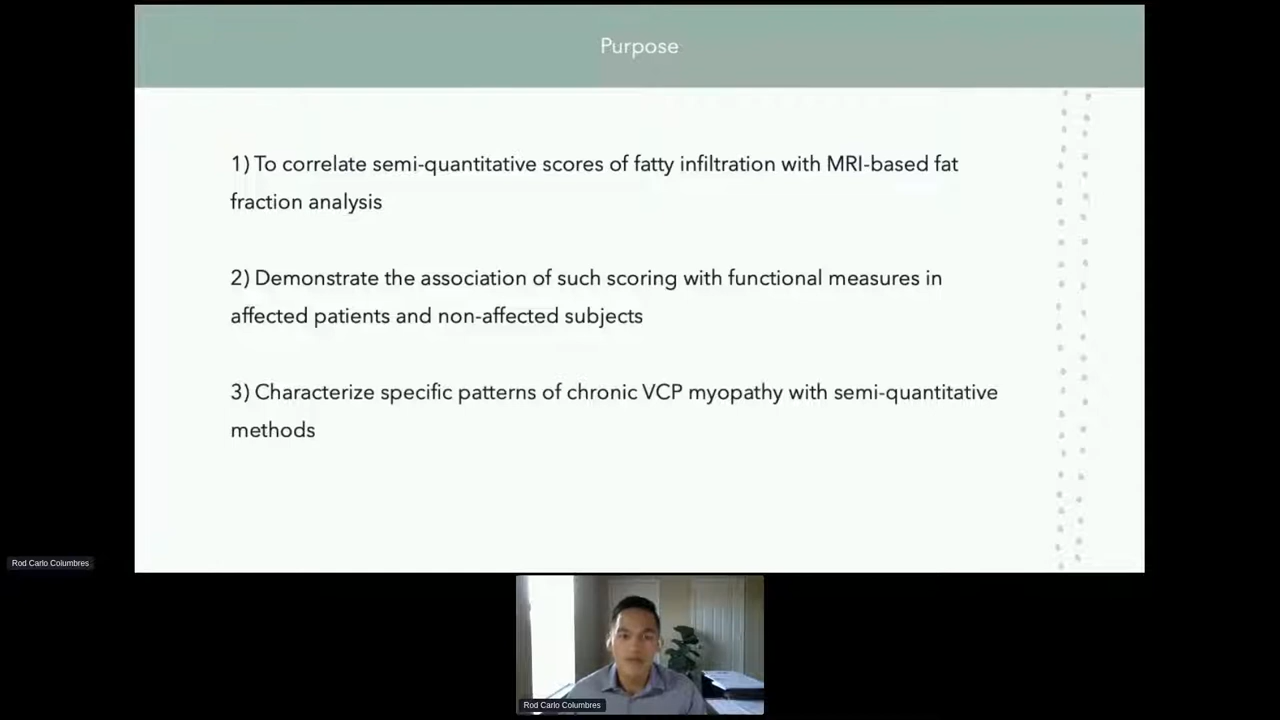 Purpose
1) To correlate semi-quantitative scores of fatty infiltration with MRI-based fat
fraction analysis
2) Demonstrate the association of such scoring with functional measures in
affected patients and non-affected subjects
3) Characterize specific patterns of chronic VCP myopathy with semi-quantitative
methods
Rod Carlo Columbres
Rod Carlo Columbres